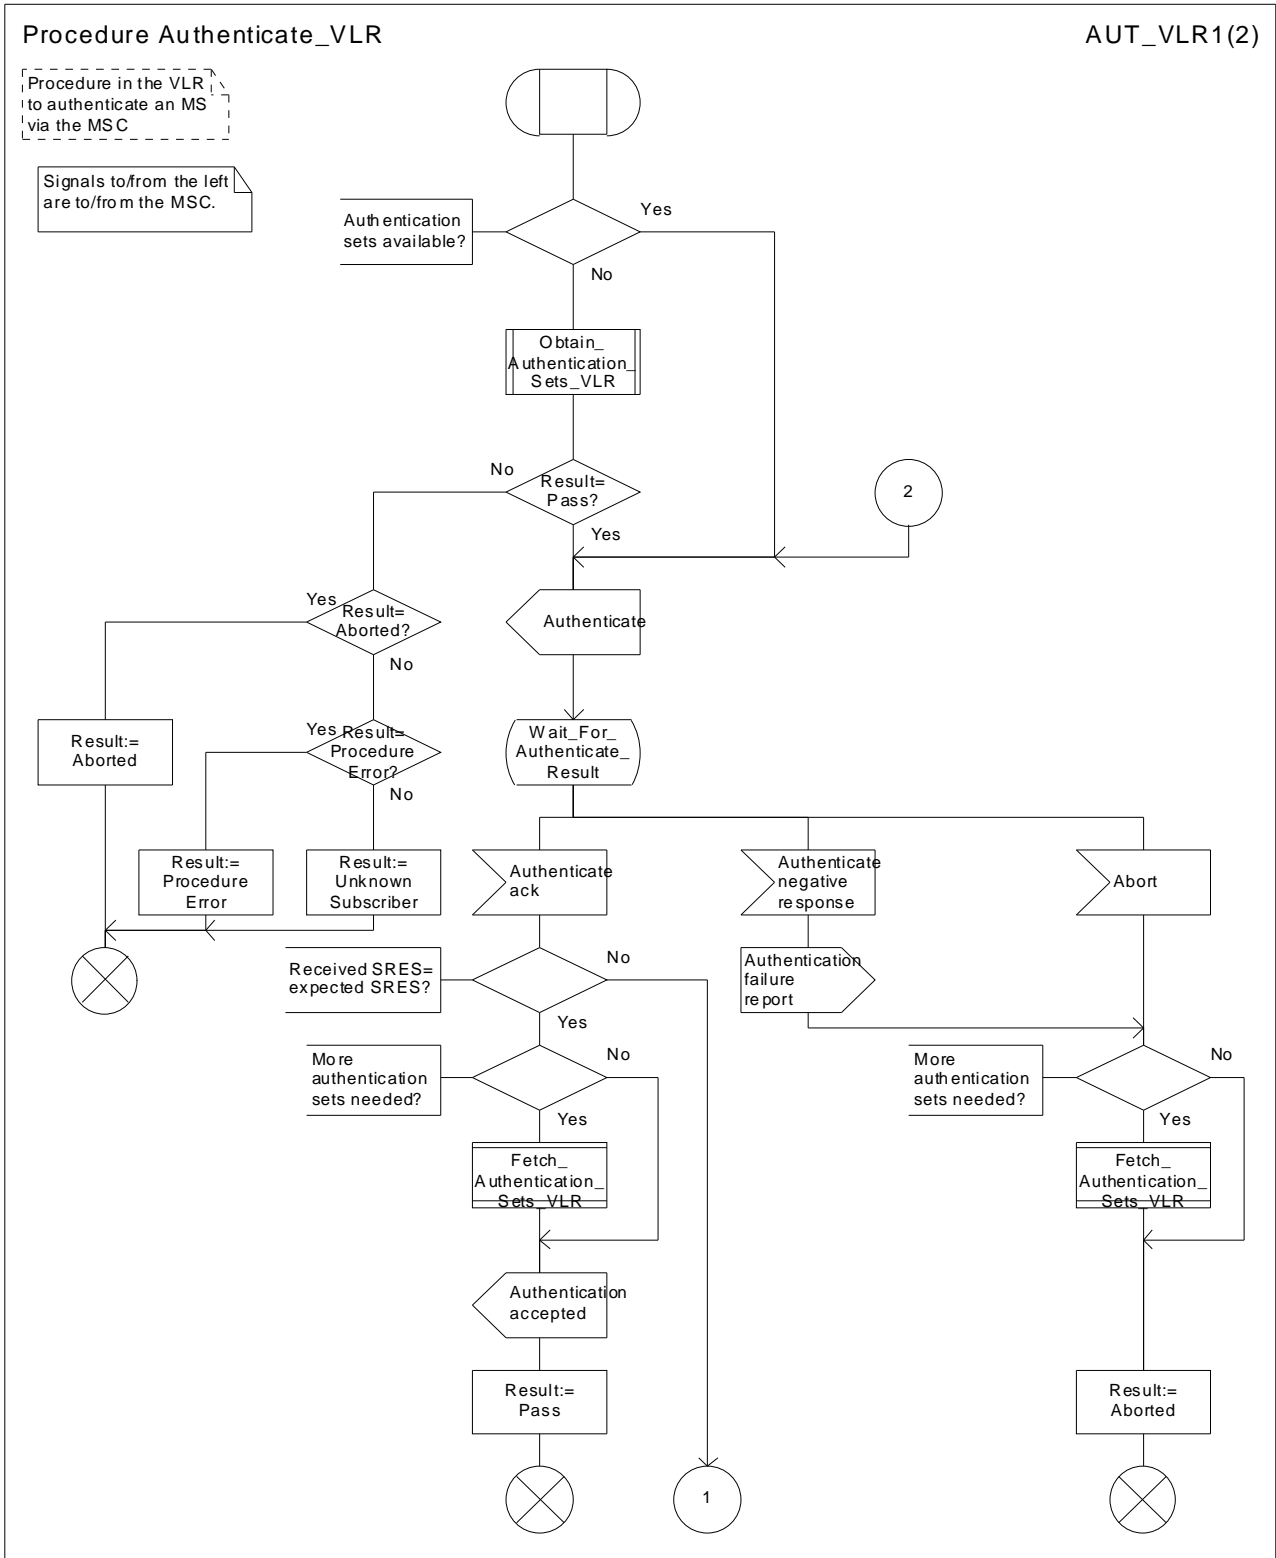 Procedure Authenticate_VLR
AUT_VLR1(2)
Procedure in the VLR
to authenticate an MS
via the MSC
Signals to/from the left
are to/from the MSC.
Authentication
sets available?
Yes
No
Obtain_
Authentication_
Sets_VLR
No
Result=
Pass?
Yes
2
Yes
Result=
Aborted?
No
Authenticate
Result:=
Aborted
Yes
Result=
Procedure
Error?
No
Wait_For_
Authenticate_
Result
Result:=
Procedure
Error
Result:=
Unknown
Subscriber
Authenticate
ack
Authenticate
negative
response
Abort
Received SRES=
expected SRES?
No
Yes
Authentication
failure
report
More
authentication
sets needed?
No
Yes
More
authentication
sets needed?
No
Yes
Fetch_
Authentication_
Sets_VLR
Fetch_
Authentication_
Sets_VLR
Authentication
accepted
Result:=
Pass
Result:=
Aborted
1